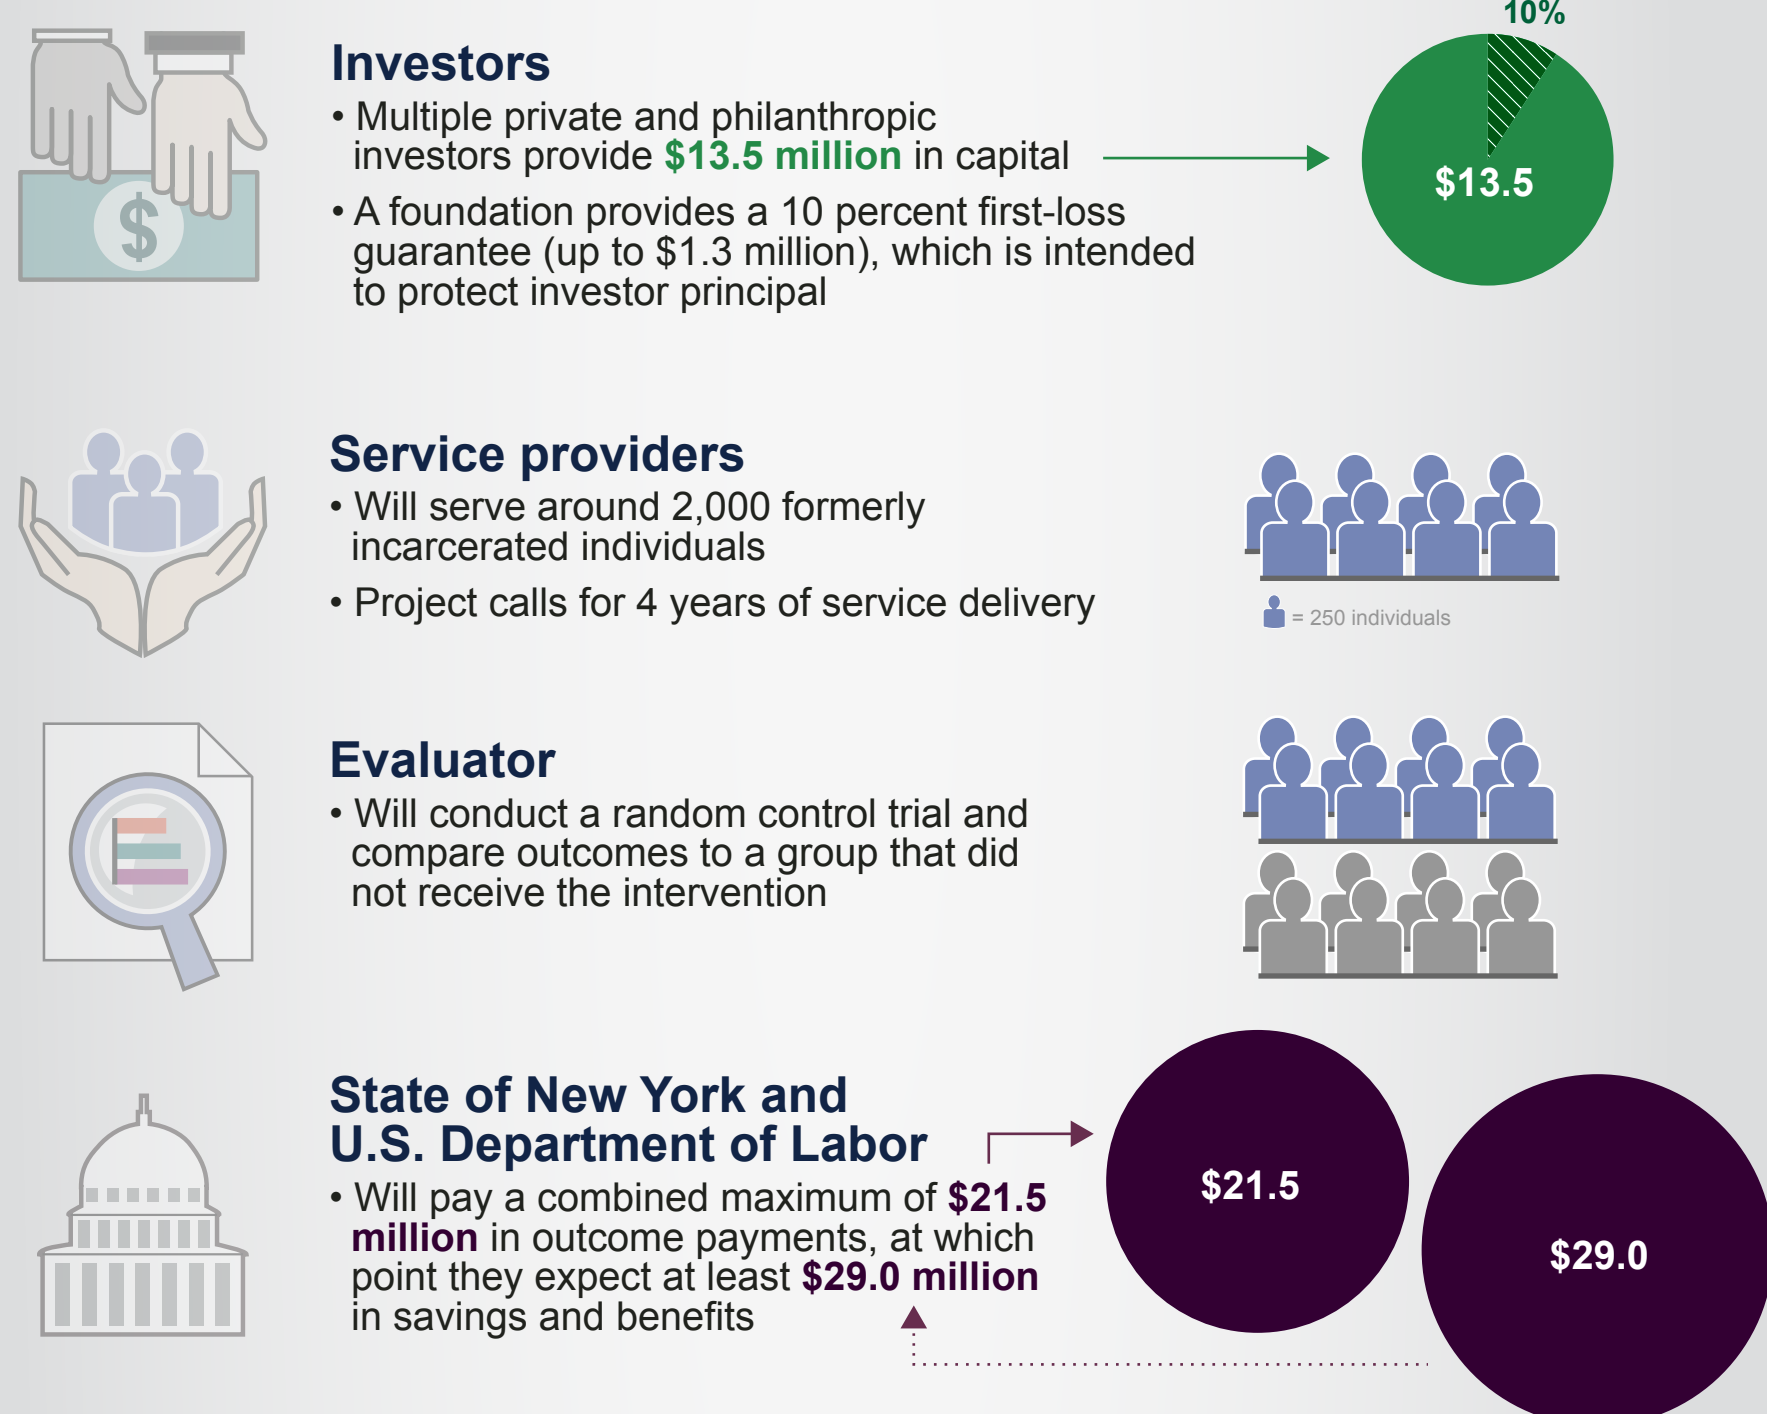 10%
Investors
• Multiple private and philanthropic
investors provide $13.5 million in capital
$13.5
• A foundation provides a 10 percent first-loss
guarantee (up to $1.3 million), which is intended
to protect investor principal
$
Service providers
• Will serve around 2,000 formerly
incarcerated individuals
• Project calls for 4 years of service delivery
= 250 individuals
Evaluator
• Will conduct a random control trial and
compare outcomes to a group that did
not receive the intervention
State of New York and
U.S. Department of Labor
• Will pay a combined maximum of $21.5
million in outcome payments, at which
point they expect at least $29.0 million
in savings and benefits
$21.5
$29.0